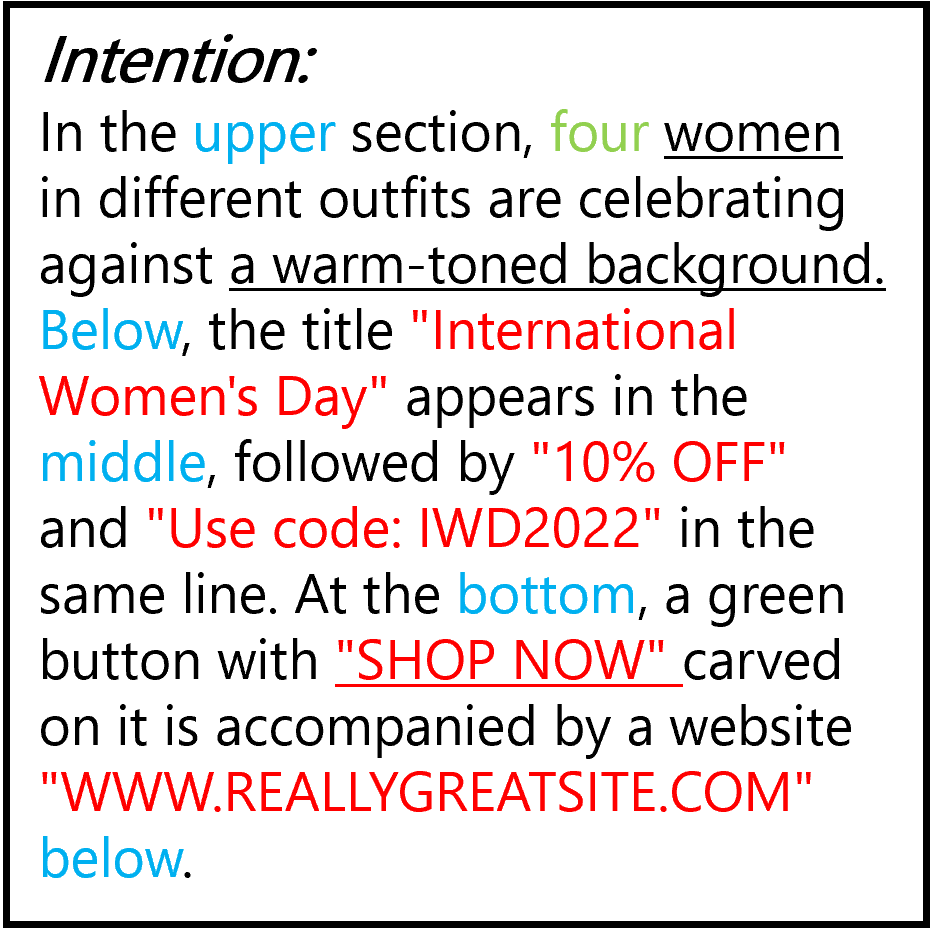 Intention:
In the upper section, four women
in different outfits are celebrating
against a warm-toned background.
Below, the title "International
Women's Day" appears in the
middle, followed by "10% OFF"
and "Use code: IWD2022" in the
same line. At the bottom, a green
button with "SHOP NOW" carved
on it is accompanied by a website
"WWW.REALLYGREATSITE.COM"
below.